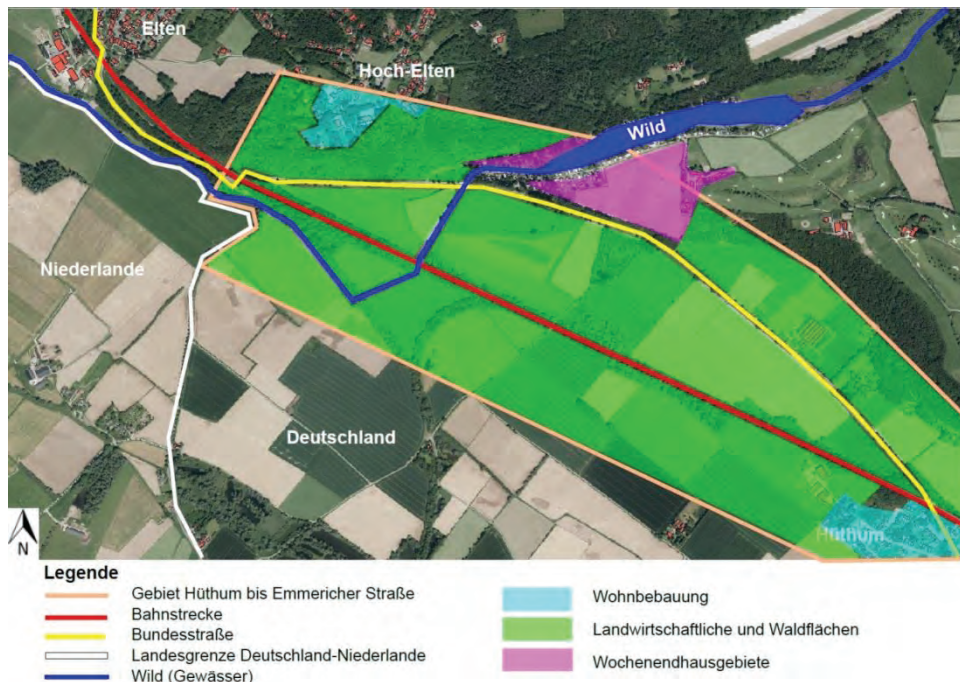 Elten
Hoch-Elten
Wild
Niederlande
Deutschland
Hüthum
N
Legende
Gebiet Hüthum bis Emmericher Straße
Bahnstrecke
Bundesstraße
Landesgrenze Deutschland-Niederlande
Wild (Gewässer)
Wohnbebauung
Landwirtschaftliche und Waldflächen
Wochenendhausgebiete